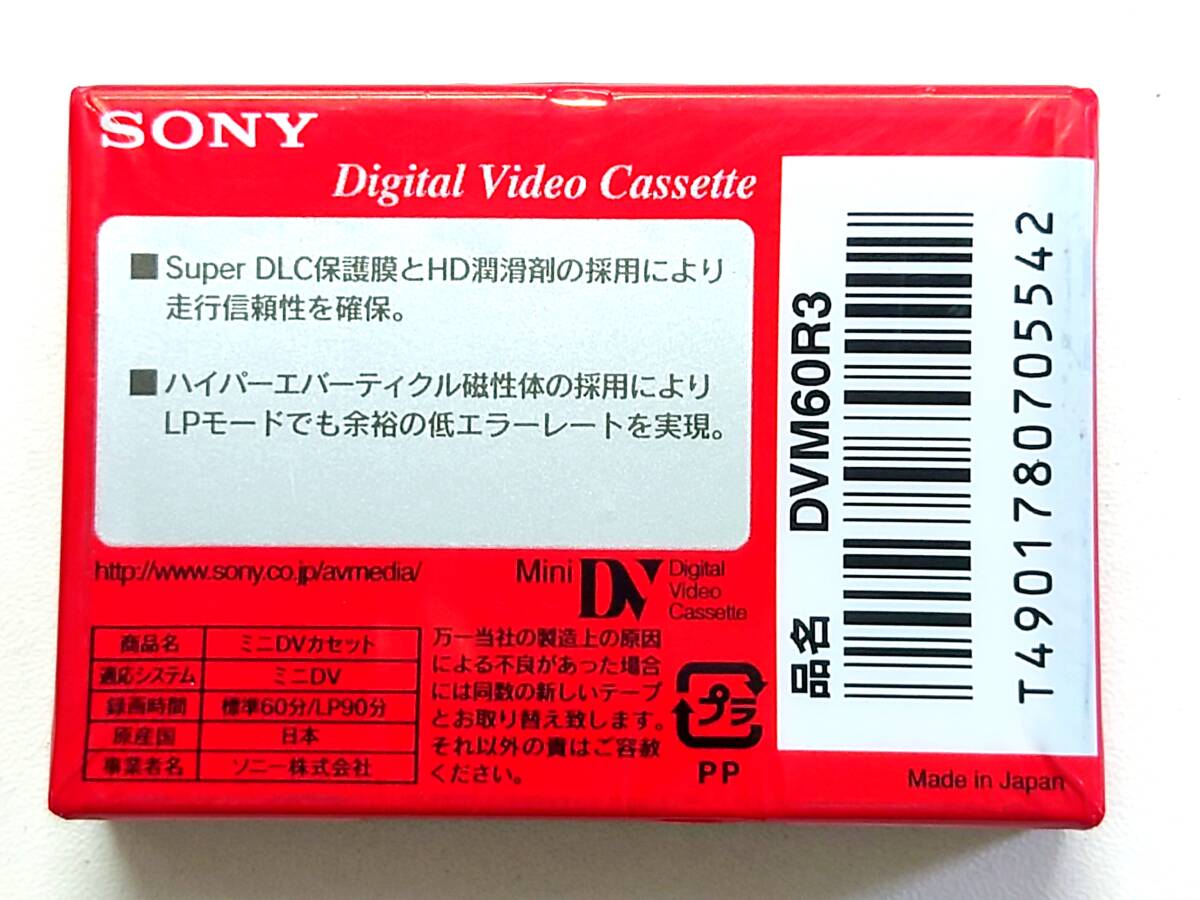 SONY
Digital Video Cassette
■Super DLC保護膜とHD潤滑剤の採用により
走行信頼性を確保。
■ハイパーエバーティクル磁性体の採用により
LPモードでも余裕の低エラーレートを実現。
http://www.sony.co.jp/avmedia/
Mini DV Digital
Video
Cassette
商品名 ミニDVカセット
適応システム ミニDV
録画時間 標準60分/LP90分
原産国 日本
事業者名 ソニー株式会社
万一当社の製造上の原因
による不良があった場合
には同数の新しいテープ
とお取り替え致します。
それ以外の責はご容赦
ください。
プラ
PP
品名 DVM60R3
T4901780705542
Made in Japan